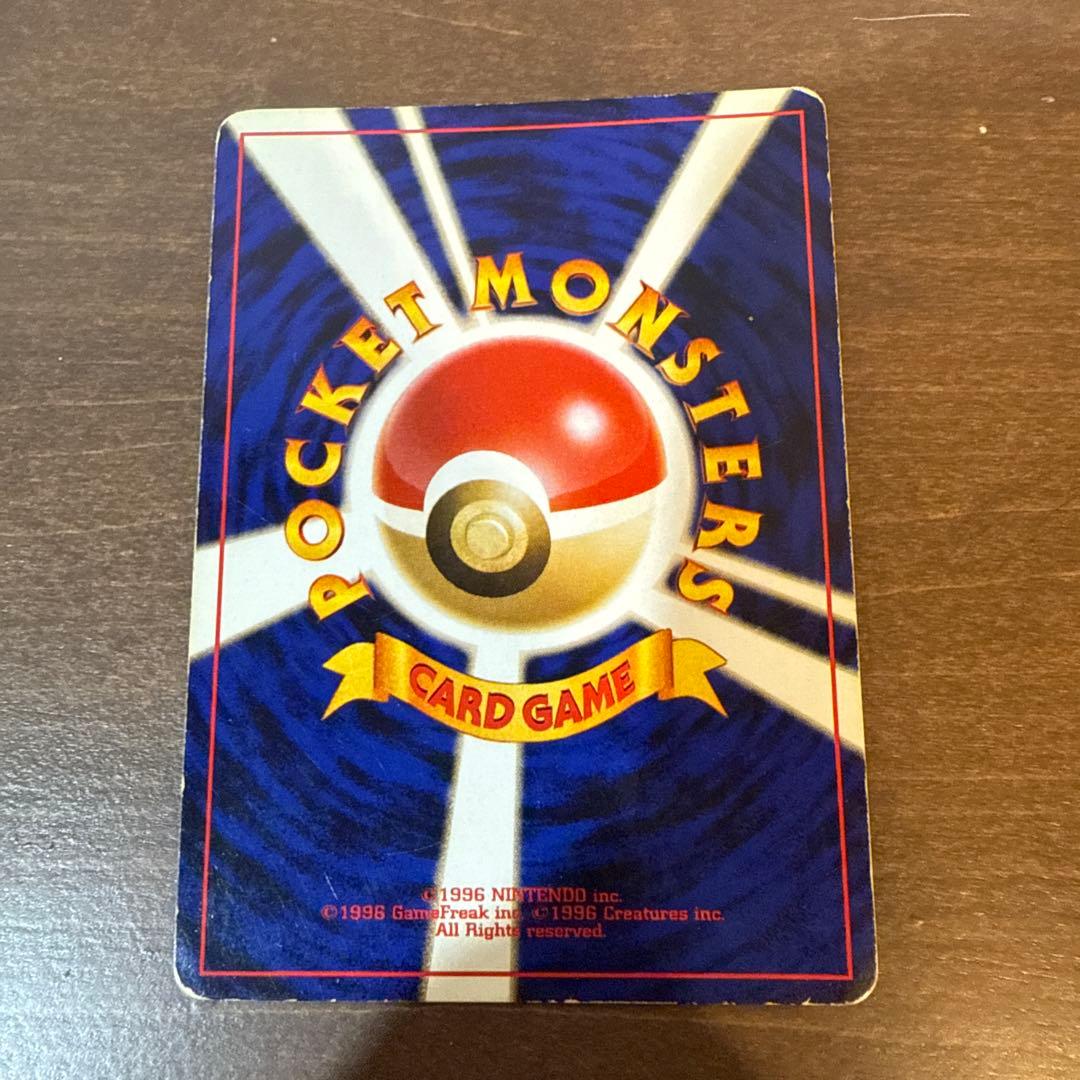 POCKET MONSTERS
CARD GAME
©1996 NINTENDO inc.
©1996 GameFreak inc. ©1996 Creatures inc.
All Rights reserved.